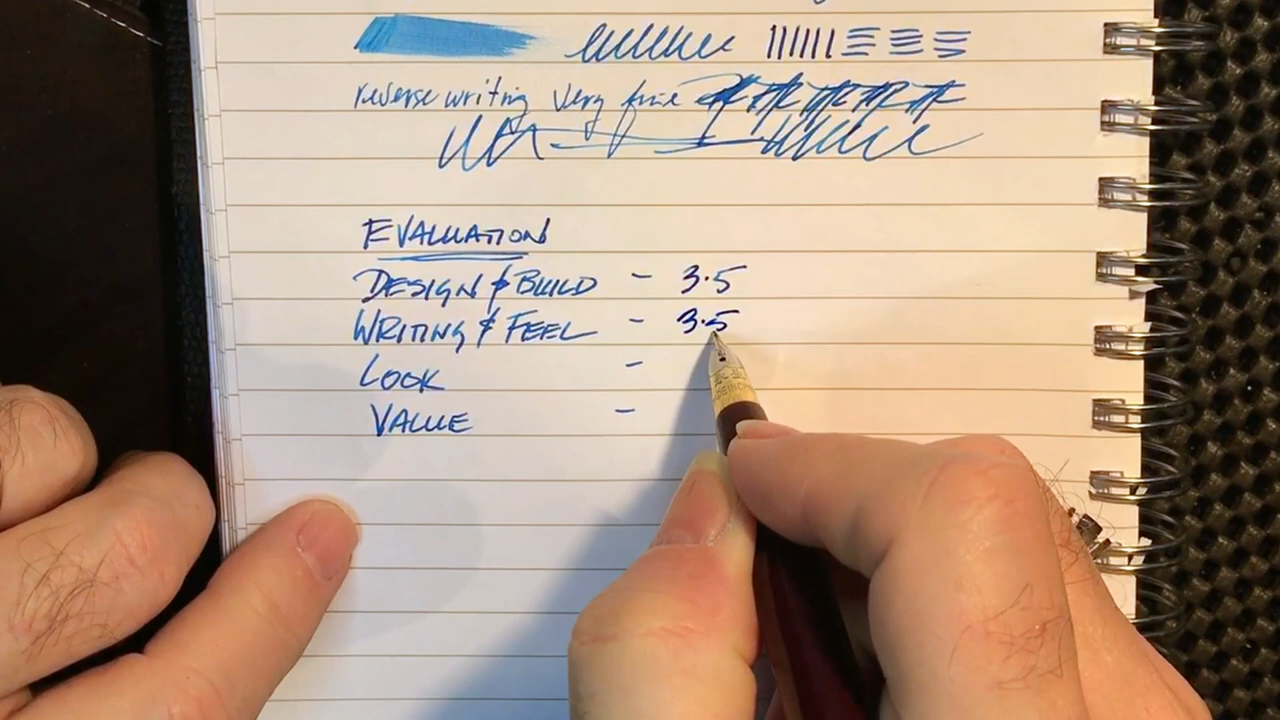 reverse writing very fine
EVALUATION
DESIGN & BUILD - 3.5
WRITING & FEEL - 3.5
LOOK -
VALUE -